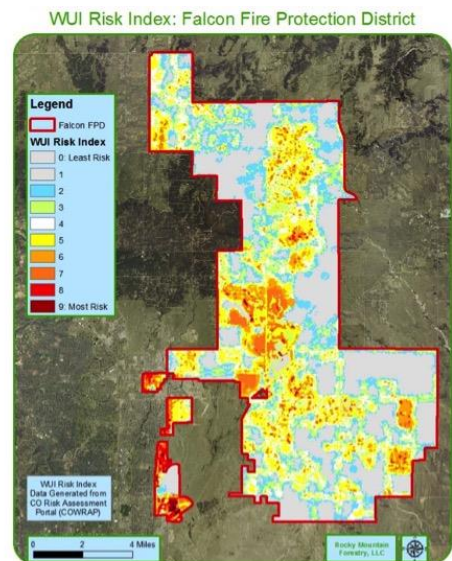 WUI Risk Index: Falcon Fire Protection District
Legend
Falcon FPD
WUI Risk Index
0: Least Risk
1
2
3
4
5
6
7
8
9: Most Risk
WUI Risk Index
Data Generated from
CO Risk Assessment
Portal (COWRAP)
0 2 4 Miles
Rocky Mountain
Forestry, LLC